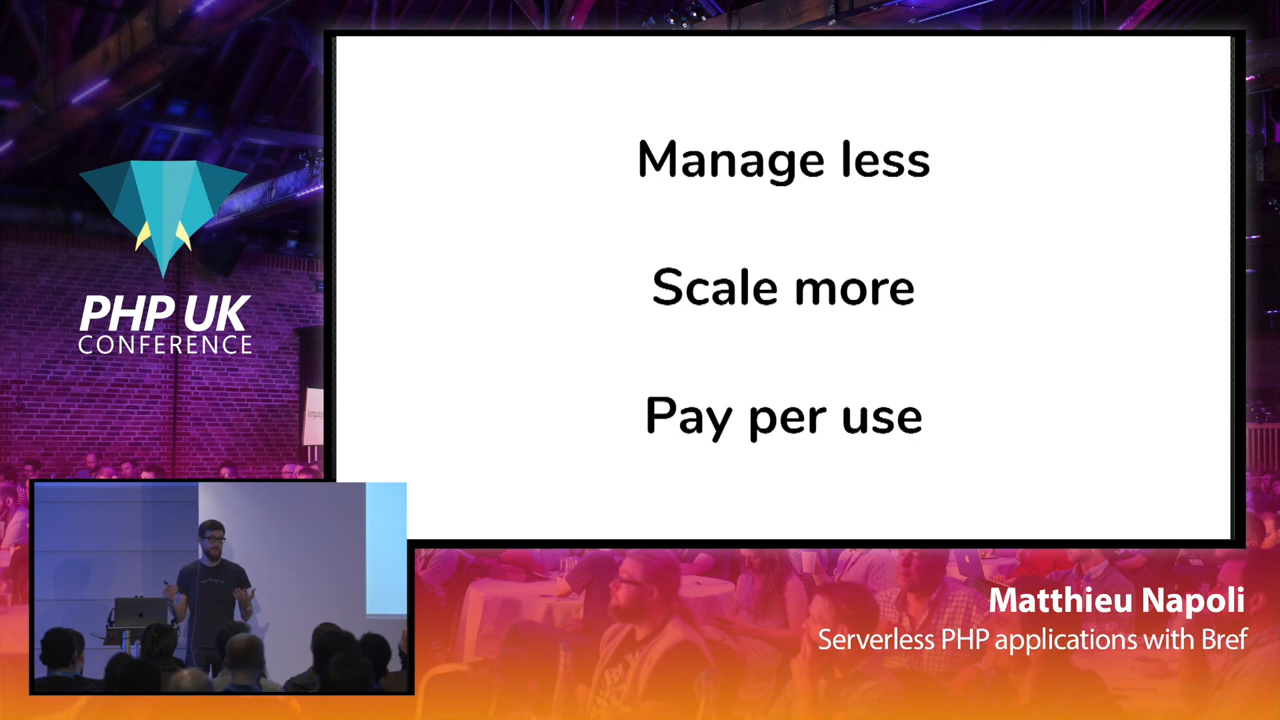 Manage less
Scale more
Pay per use
PHP UK
CONFERENCE
Matthieu Napoli
Serverless PHP applications with Bref